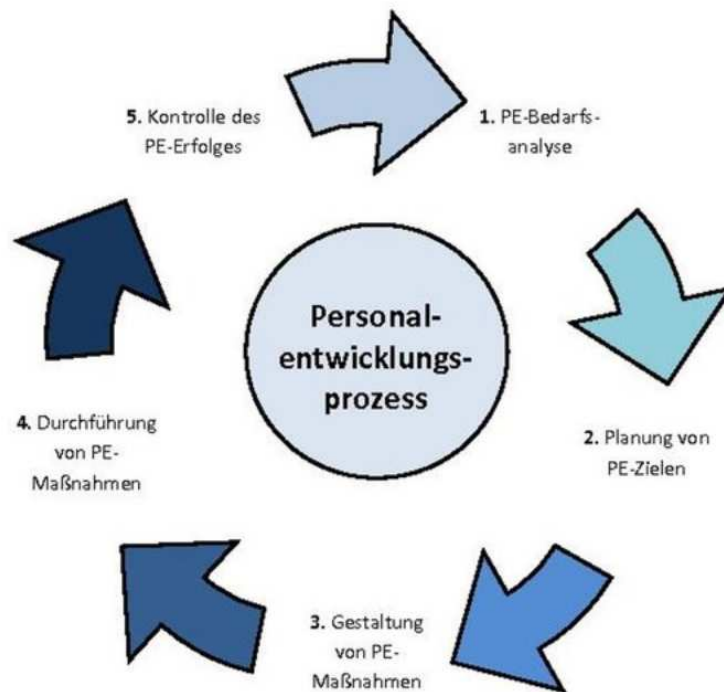 5. Kontrolle des
PE-Erfolges
1. PE-Bedarfs-
analyse
Personal-
entwicklungs-
prozess
4. Durchführung
von PE-
Maßnahmen
2. Planung von
PE-Zielen
3. Gestaltung
von PE-
Maßnahmen